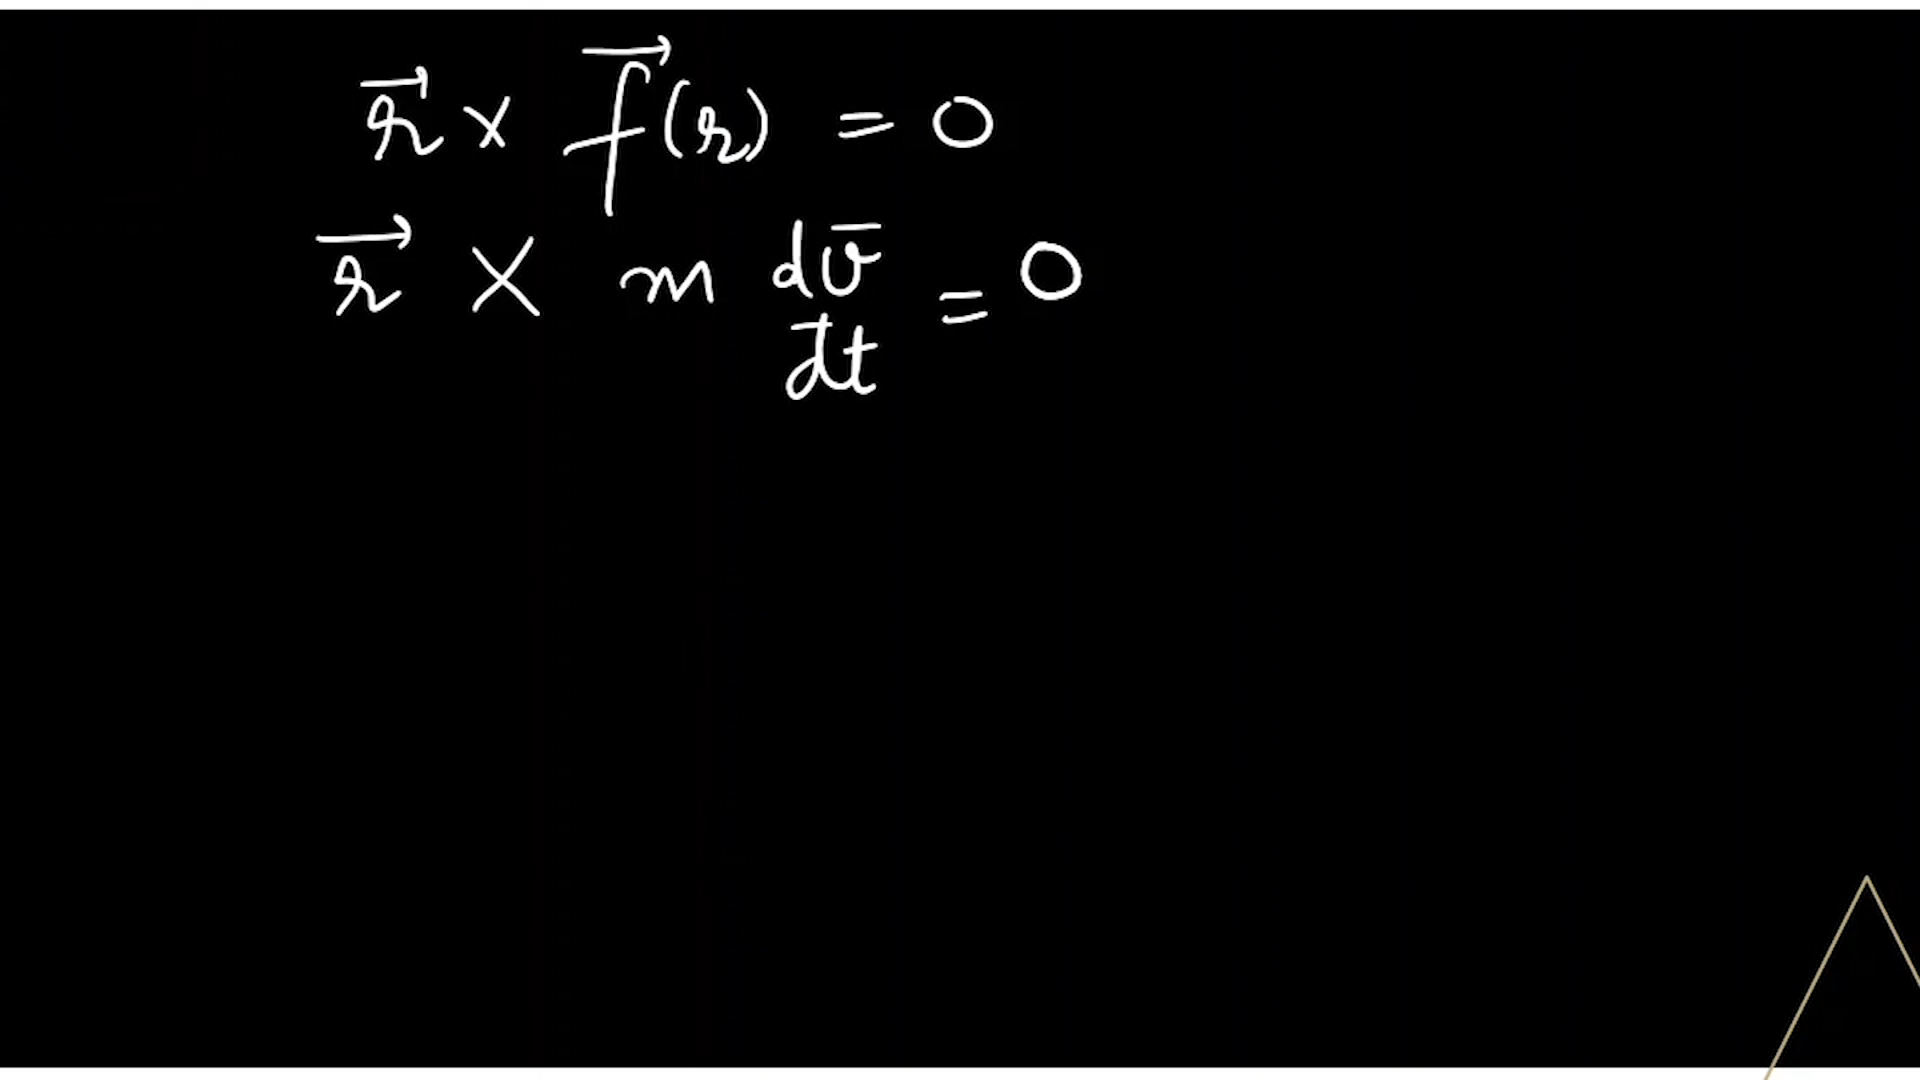 r⃗ × f⃗(r) = 0
r⃗ × m dv̄/dt = 0